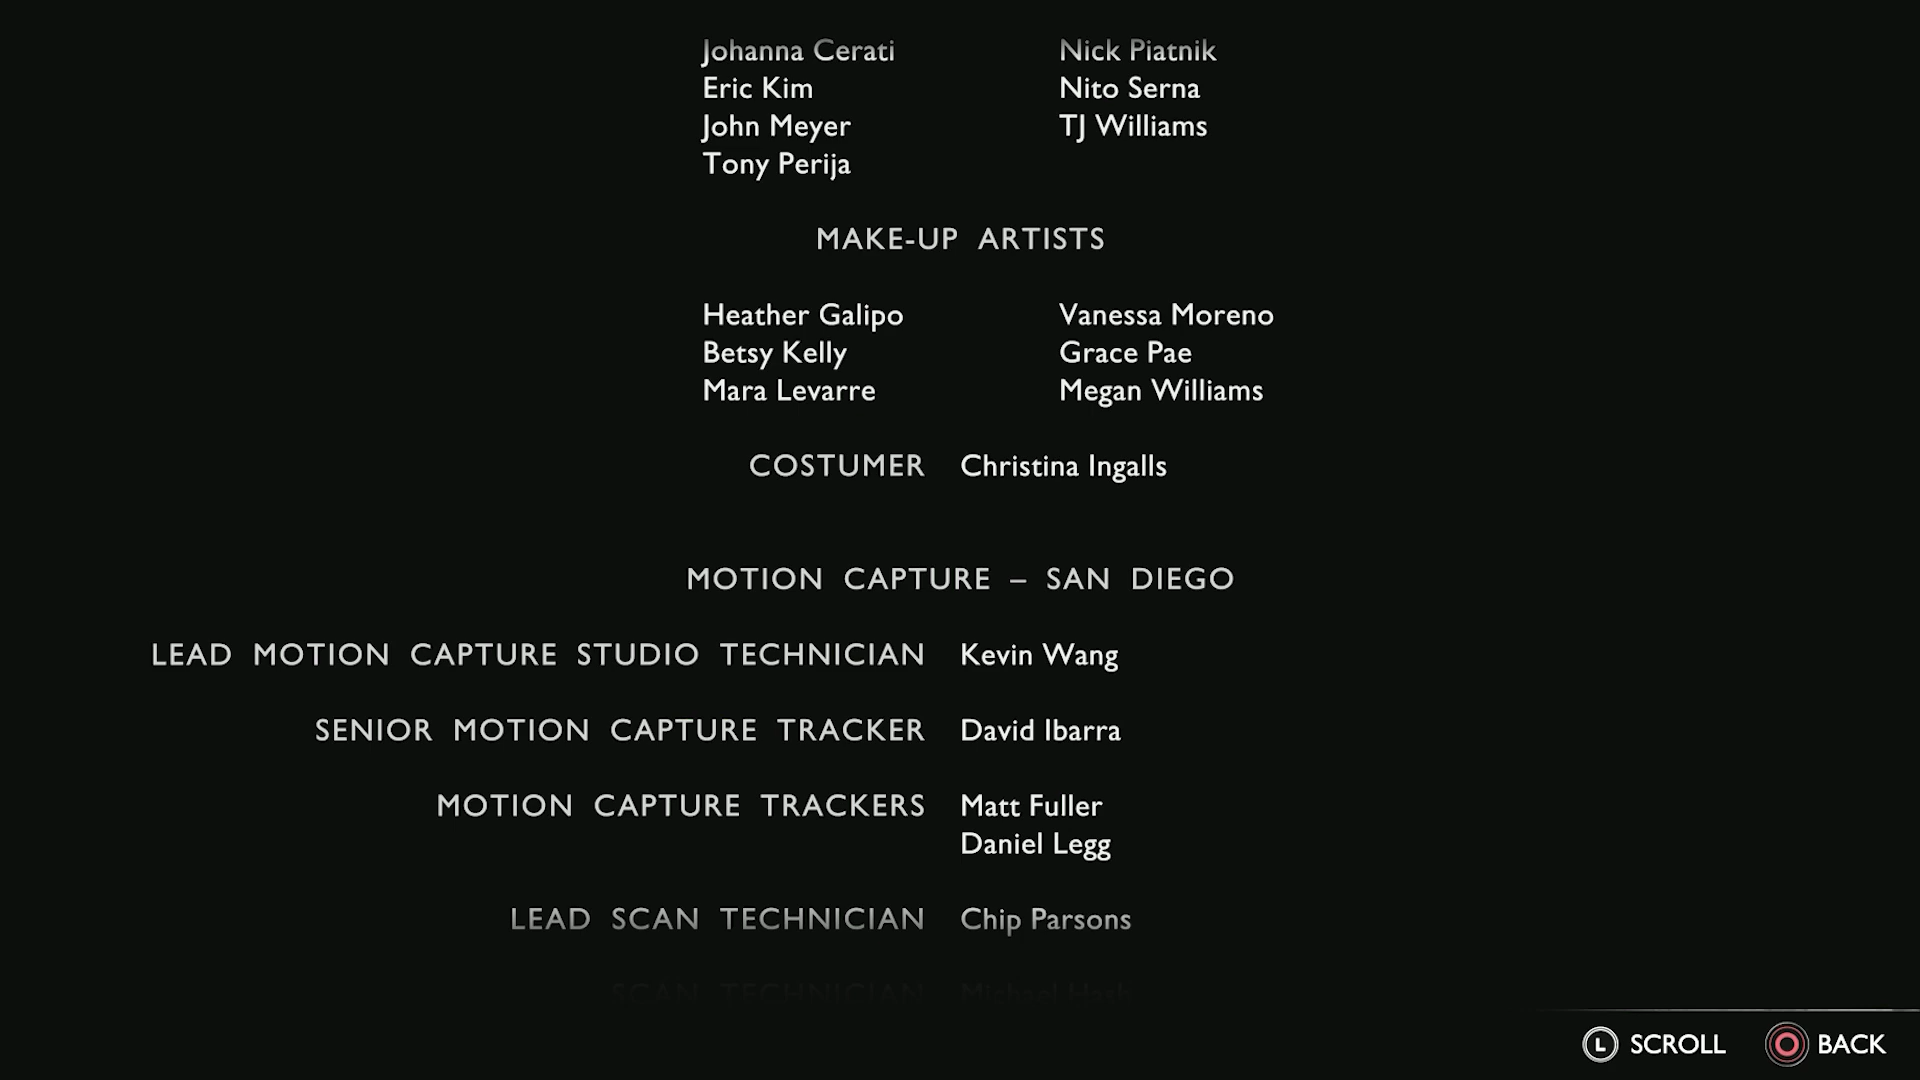 Johanna Cerati Nick Piatnik
Eric Kim Nito Serna
John Meyer TJ Williams
Tony Perija
MAKE-UP ARTISTS
Heather Galipo Vanessa Moreno
Betsy Kelly Grace Pae
Mara Levarre Megan Williams
COSTUMER Christina Ingalls
MOTION CAPTURE – SAN DIEGO
LEAD MOTION CAPTURE STUDIO TECHNICIAN Kevin Wang
SENIOR MOTION CAPTURE TRACKER David Ibarra
MOTION CAPTURE TRACKERS Matt Fuller
Daniel Legg
LEAD SCAN TECHNICIAN Chip Parsons
SCAN TECHNICIAN Michael
L SCROLL BACK